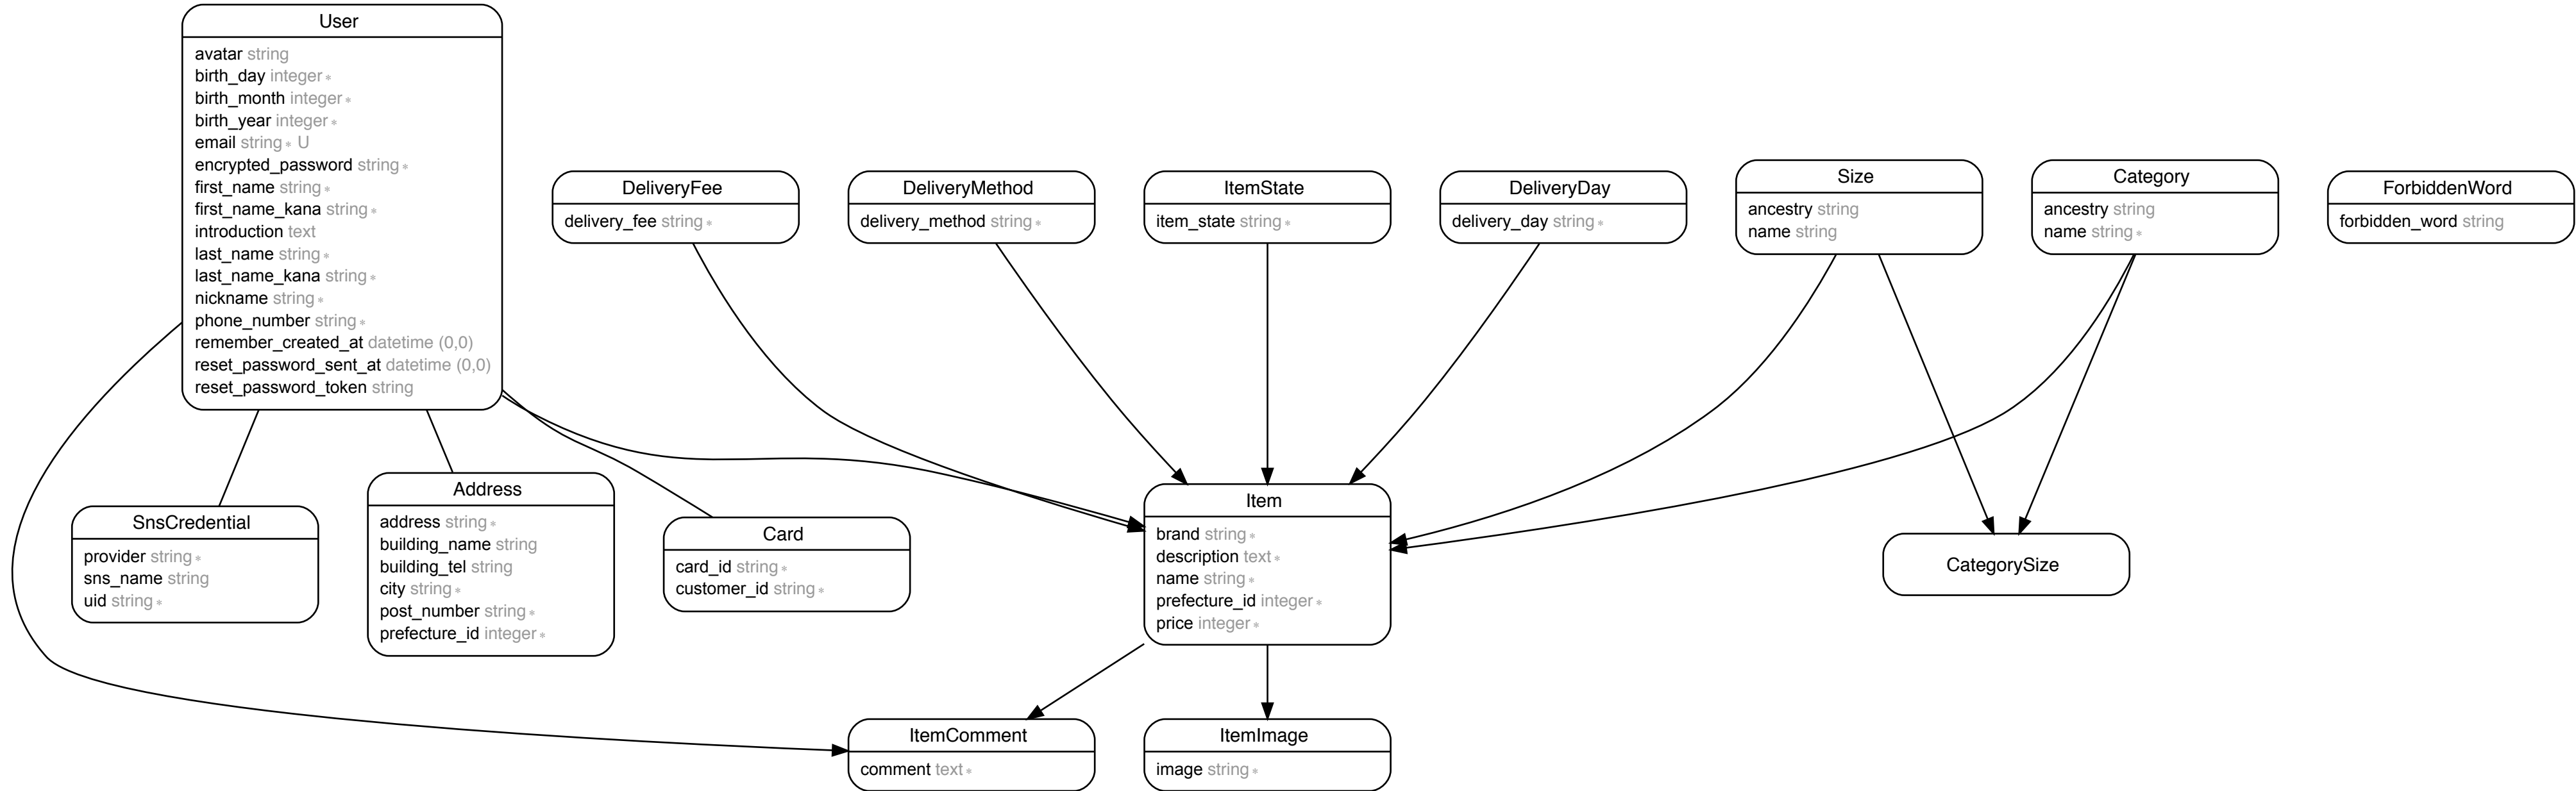 User
avatar string
birth_day integer *
birth_month integer *
birth_year integer *
email string * U
encrypted_password string *
first_name string *
first_name_kana string *
introduction text
last_name string *
last_name_kana string *
nickname string *
phone_number string *
remember_created_at datetime (0,0)
reset_password_sent_at datetime (0,0)
reset_password_token string
DeliveryFee
delivery_fee string *
DeliveryMethod
delivery_method string *
ItemState
item_state string *
DeliveryDay
delivery_day string *
Size
ancestry string
name string
Category
ancestry string
name string *
ForbiddenWord
forbidden_word string
SnsCredential
provider string *
sns_name string
uid string *
Address
address string *
building_name string
building_tel string
city string *
post_number string *
prefecture_id integer *
Card
card_id string *
customer_id string *
Item
brand string *
description text *
name string *
prefecture_id integer *
price integer *
CategorySize
ItemComment
comment text *
ItemImage
image string *